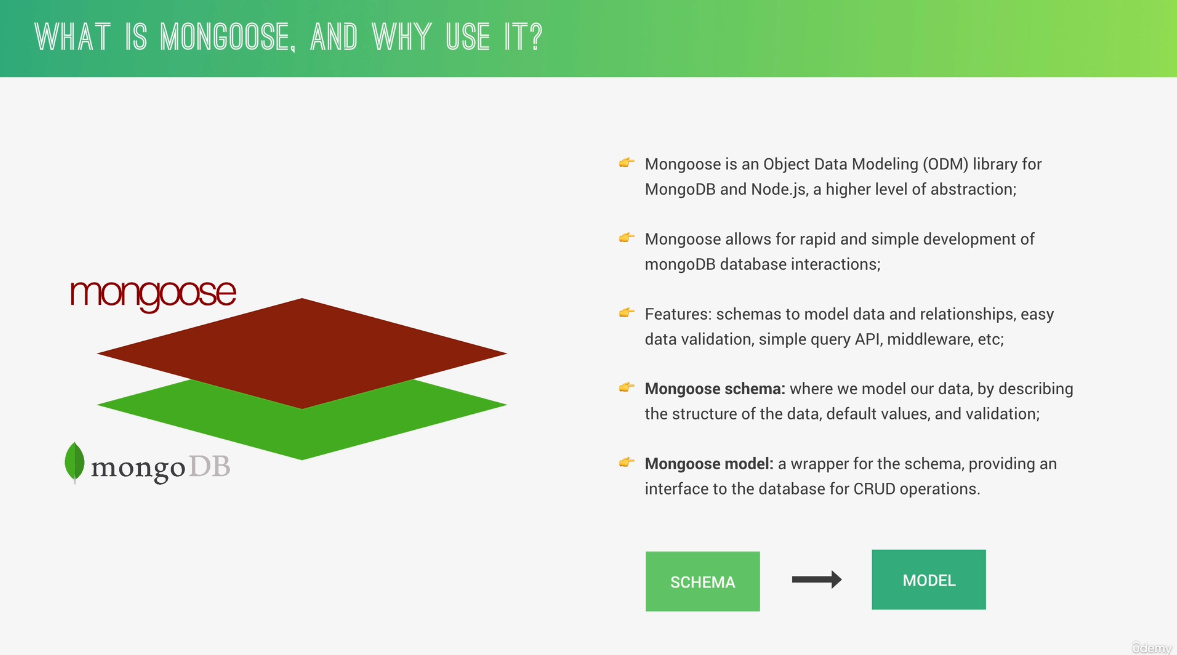 WHAT IS MONGOOSE, AND WHY USE IT?
Mongoose is an Object Data Modeling (ODM) library for
MongoDB and Node.js, a higher level of abstraction;
Mongoose allows for rapid and simple development of
mongoDB database interactions;
Features: schemas to model data and relationships, easy
data validation, simple query API, middleware, etc;
Mongoose schema: where we model our data, by describing
the structure of the data, default values, and validation;
Mongoose model: a wrapper for the schema, providing an
interface to the database for CRUD operations.
mongoose
mongoDB
SCHEMA
MODEL
ûdemy